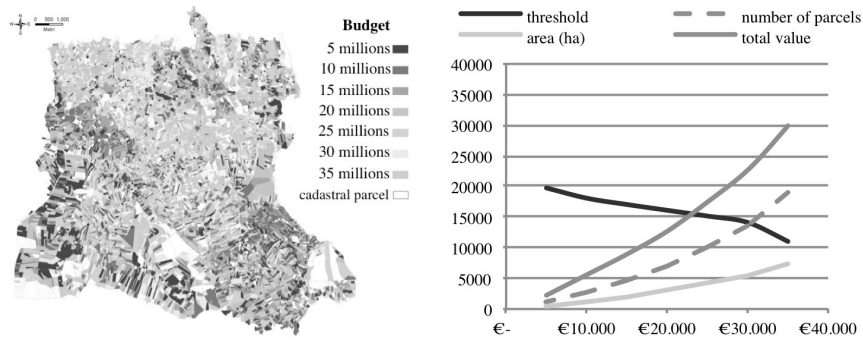 N
W E
S
0 500 1,000
Metri
Budget
5 millions
10 millions
15 millions
20 millions
25 millions
30 millions
35 millions
cadastral parcel
threshold
number of parcels
area (ha)
total value
40000
35000
30000
25000
20000
15000
10000
5000
0
€- €10.000 €20.000 €30.000 €40.000